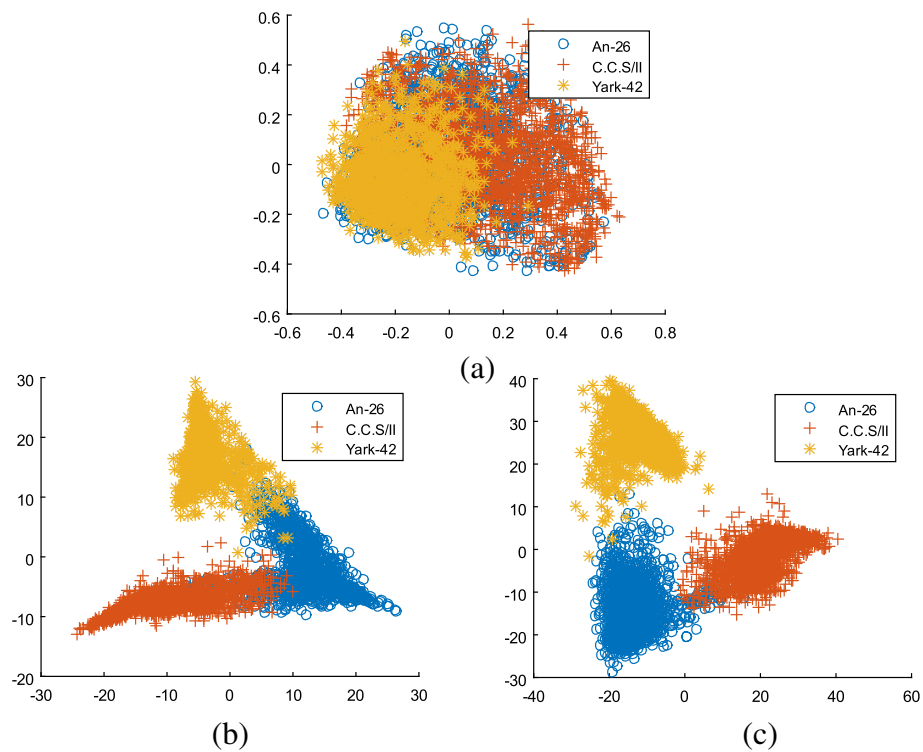 0.6
0.4
0.2
0
-0.2
-0.4
-0.6
-0.6 -0.4 -0.2 0 0.2 0.4 0.6 0.8
An-26
C.C.S/II
Yark-42
(a)
30
20
10
0
-10
-20
-30 -20 -10 0 10 20 30
An-26
C.C.S/II
Yark-42
(b)
40
30
20
10
0
-10
-20
-30
-40 -20 0 20 40 60
An-26
C.C.S/II
Yark-42
(c)